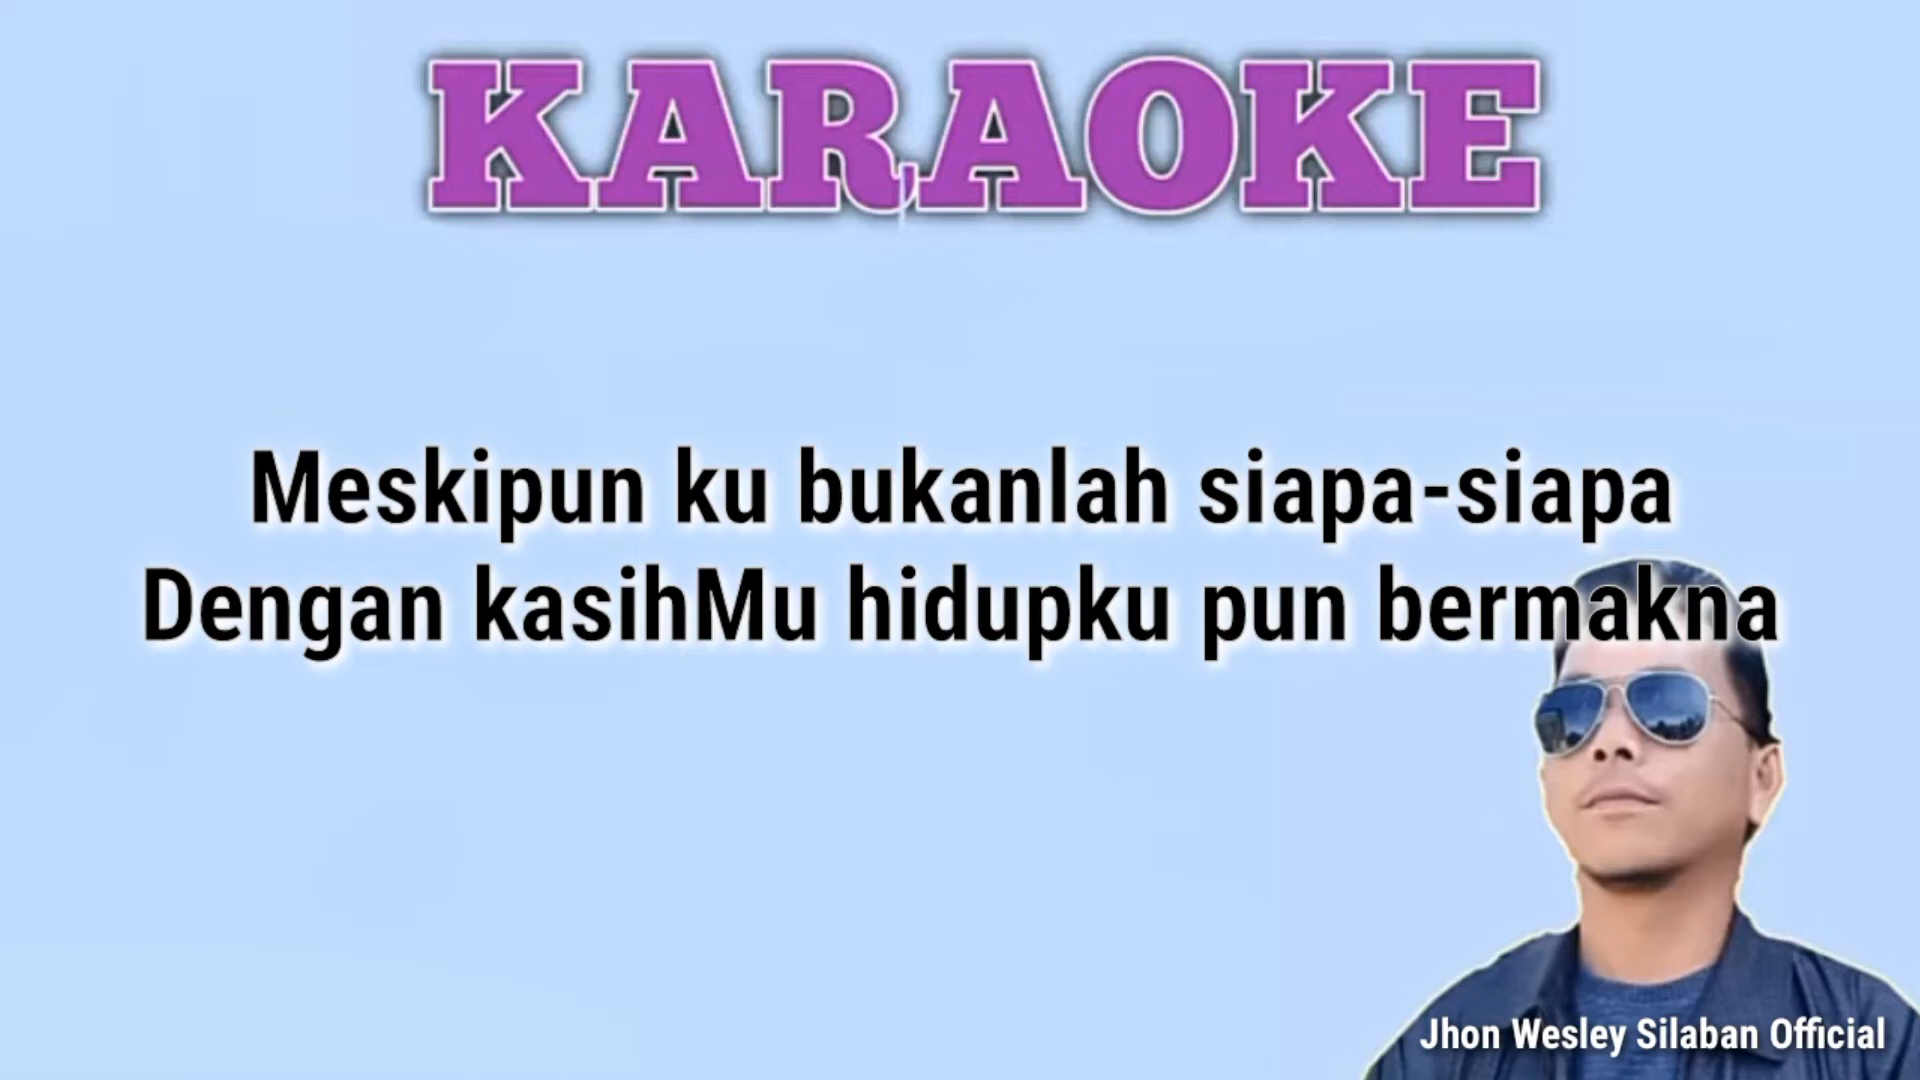 KARAOKE
Meskipun ku bukanlah siapa-siapa
Dengan kasihMu hidupku pun bermakna
Jhon Wesley Silaban Official